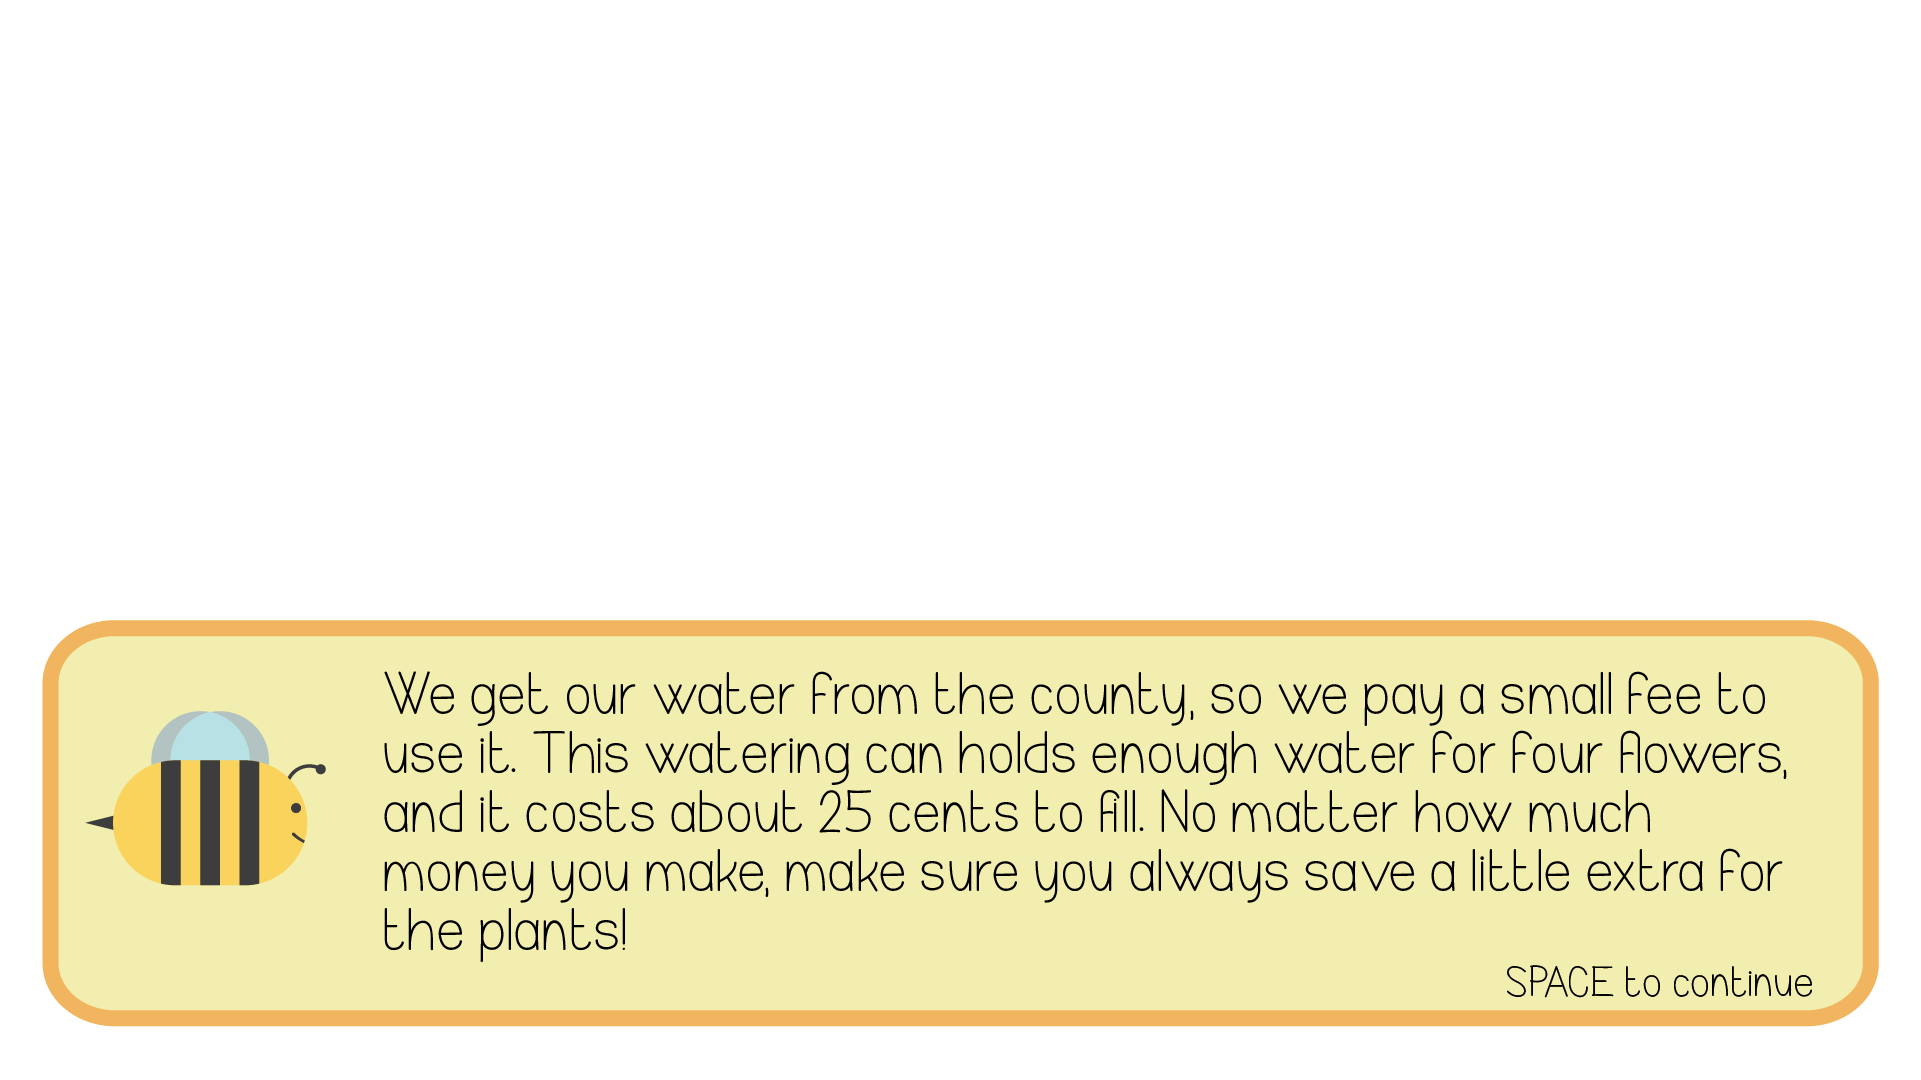 We get our water from the county, so we pay a small fee to
use it. This watering can holds enough water for four flowers,
and it costs about 25 cents to fill. No matter how much
money you make, make sure you always save a little extra for
the plants!
SPACE to continue